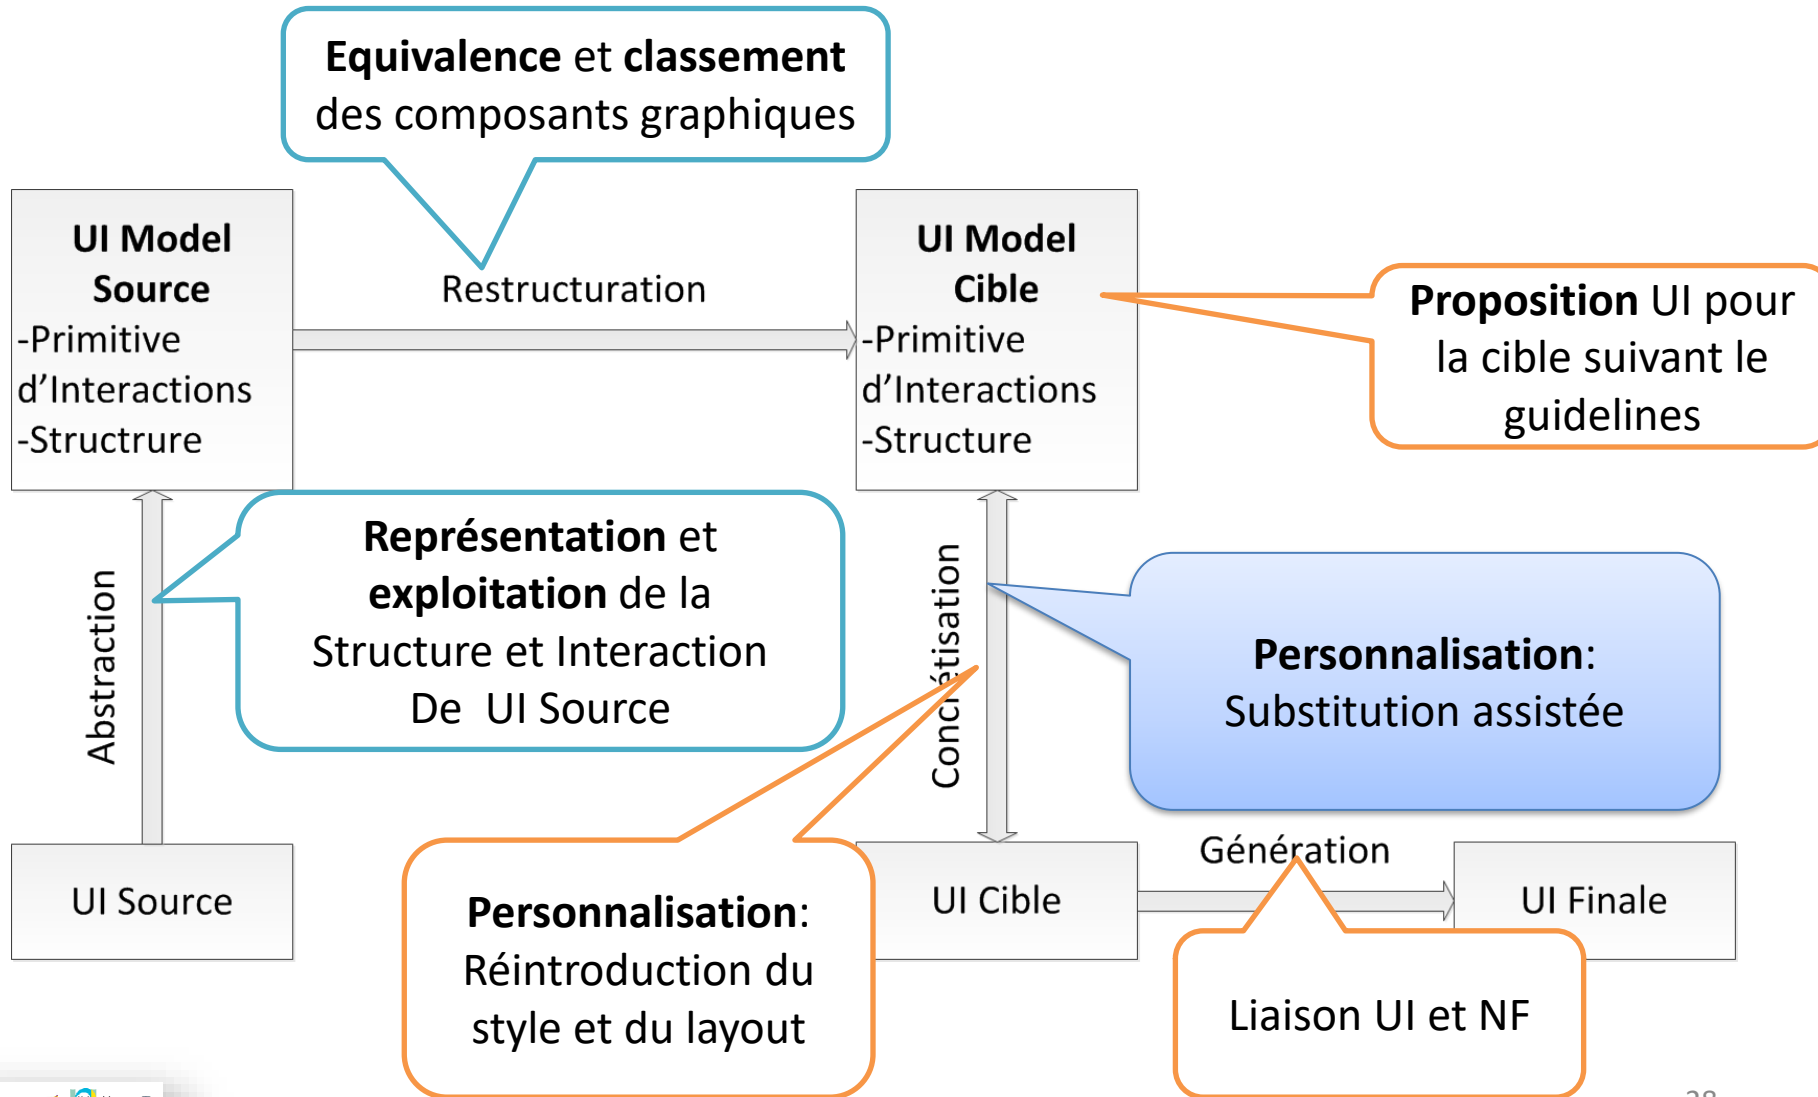 Equivalence et classement
des composants graphiques
UI Model
Source
-Primitive
d’Interactions
-Structrure
Restructuration
UI Model
Cible
-Primitive
d’Interactions
-Structure
Proposition UI pour
la cible suivant le
guidelines
Abstraction
Représentation et
exploitation de la
Structure et Interaction
De UI Source
Concrétisation
Personnalisation:
Substitution assistée
UI Source
Personnalisation:
Réintroduction du
style et du layout
UI Cible
Génération
UI Finale
Liaison UI et NF
28